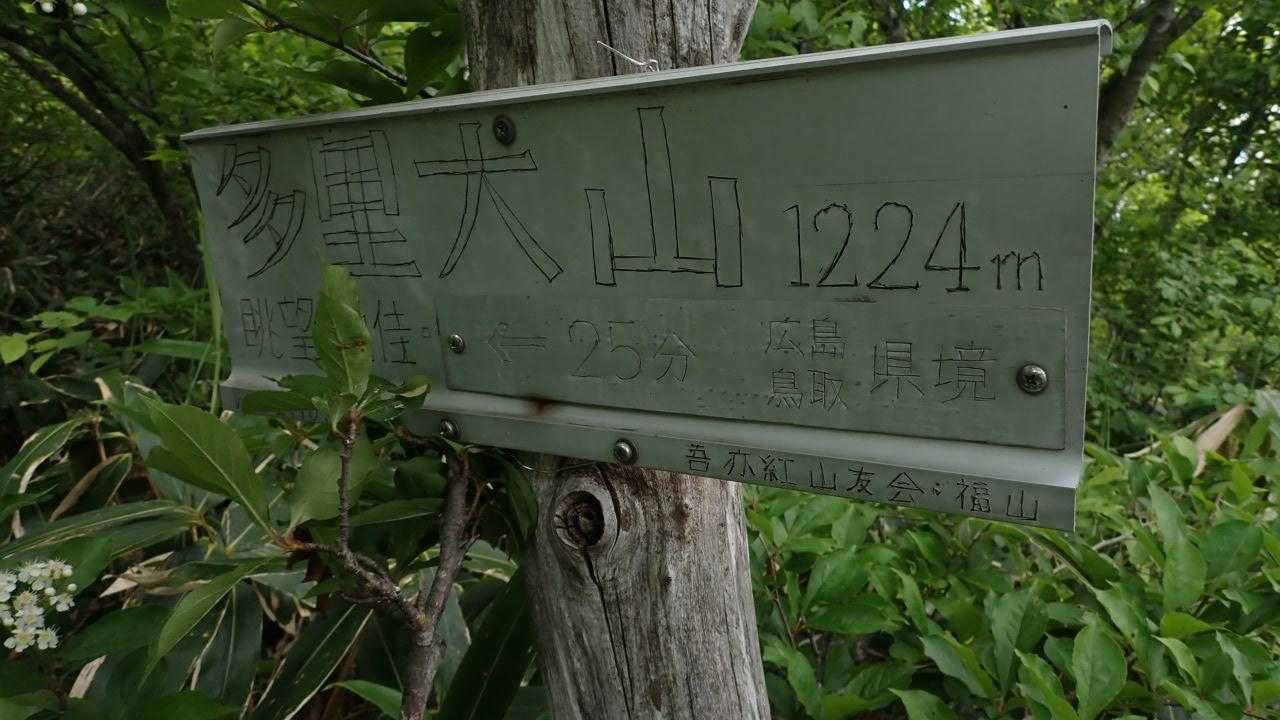 多里大山 1224m
眺望 佳。
← 25分 広島 鳥取 県境
吾亦紅山友会:福山